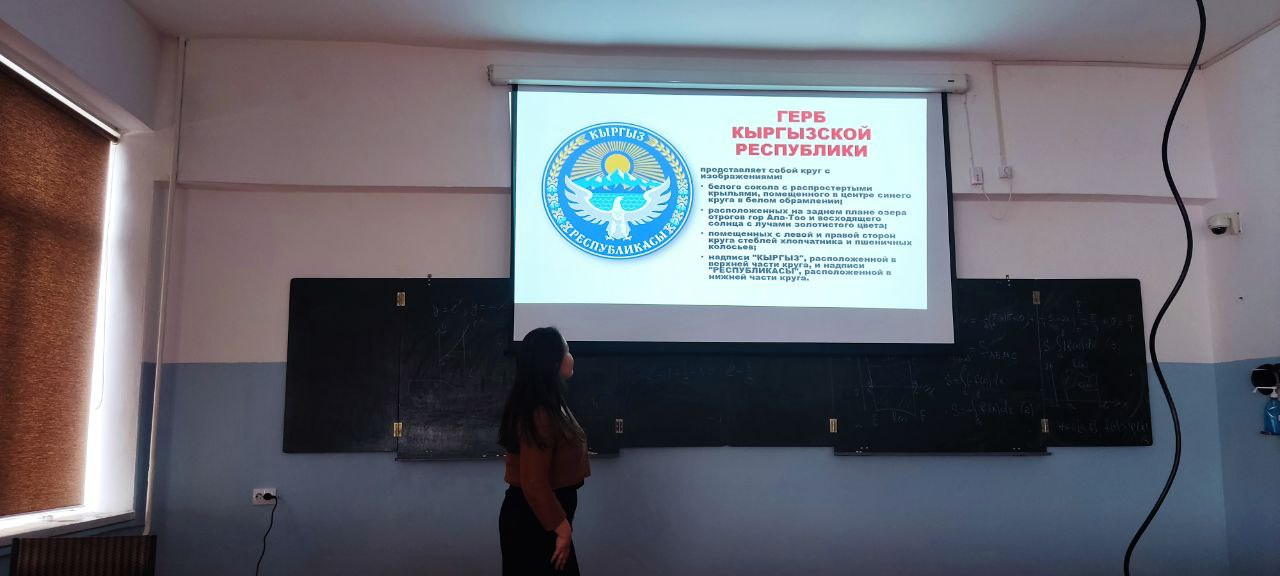 КЫРГЫЗ
РЕСПУБЛИКАСЫ
ГЕРБ
КЫРГЫЗСКОЙ
РЕСПУБЛИКИ
представляет собой круг с
изображениями:
• белого сокола с распростертыми
крыльями, помещенного в центре синего
круга в белом обрамлении;
• расположенных на заднем плане озера
отрогов гор Ала-Тоо и восходящего
солнца с лучами золотистого цвета;
• помещенных с левой и правой сторон
круга стеблей хлопчатника и пшеничных
колосьев;
• надписи "КЫРГЫЗ", расположенной в
верхней части круга, и надписи
"РЕСПУБЛИКАСЫ", расположенной в
нижней части круга.